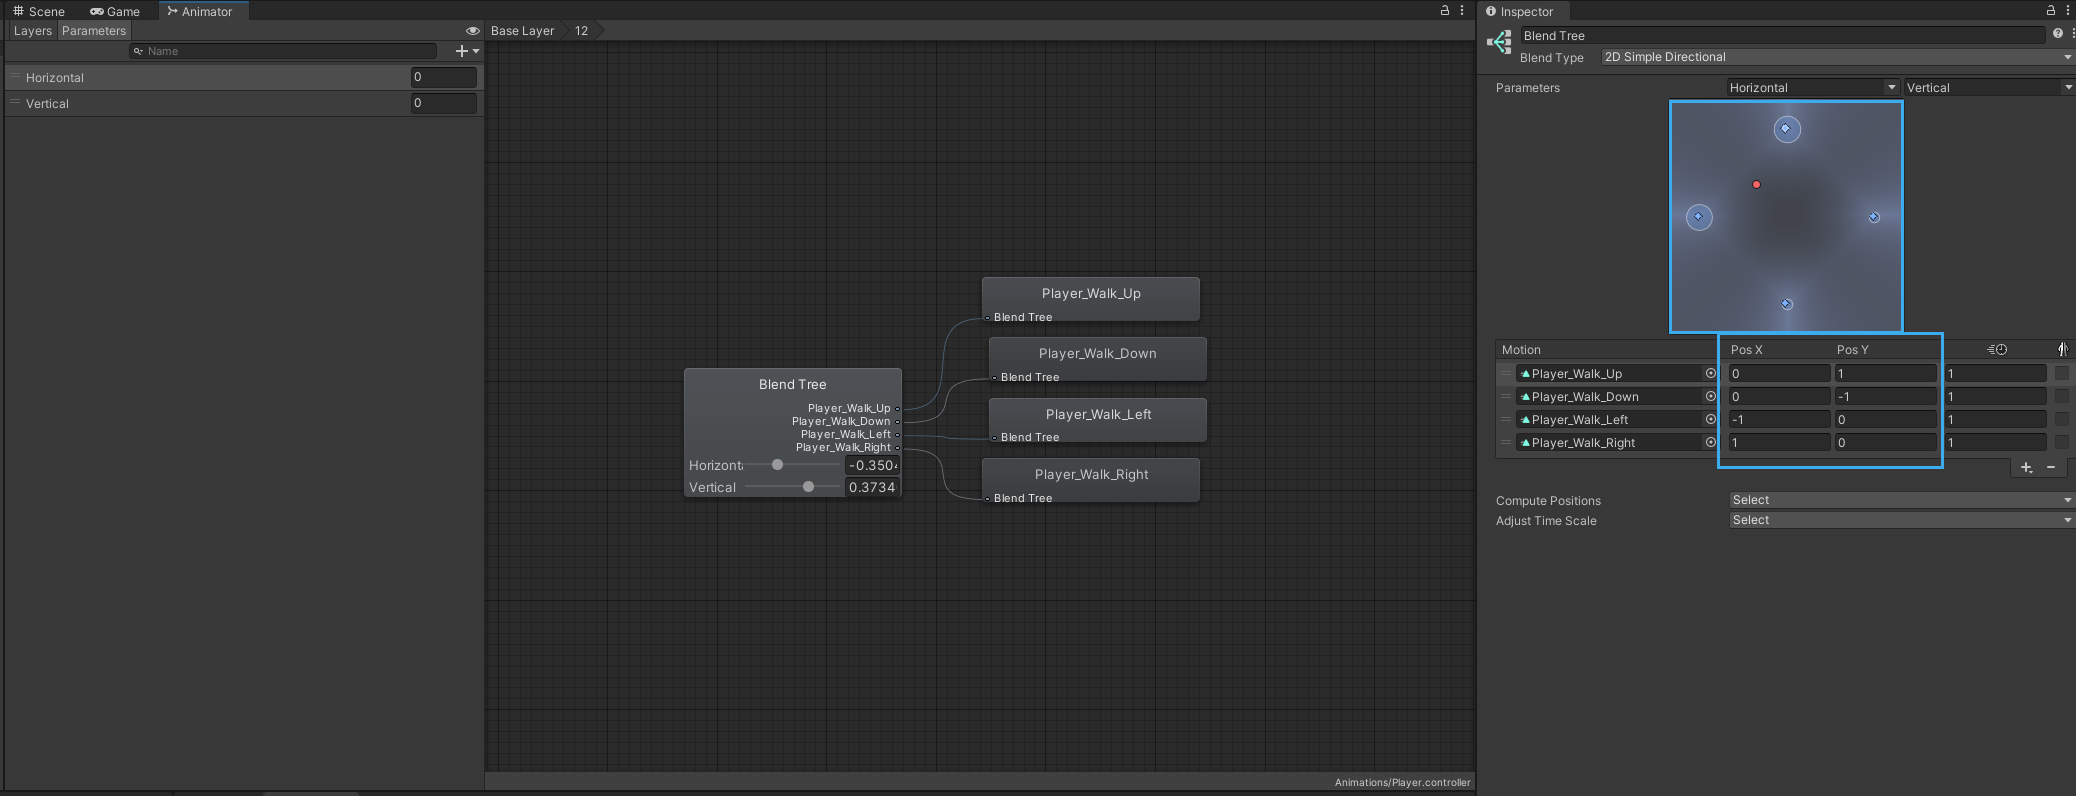 Scene Game Animator
Layers Parameters
Name
Horizontal 0
Vertical 0
Base Layer 12
Player_Walk_Up
Blend Tree
Player_Walk_Down
Blend Tree
Player_Walk_Left
Blend Tree
Player_Walk_Right
Blend Tree
Blend Tree
Player_Walk_Up
Player_Walk_Down
Player_Walk_Left
Player_Walk_Right
Horizont -0.350
Vertical 0.3734
Animations/Player.controller
Inspector
Blend Tree
Blend Type 2D Simple Directional
Parameters Horizontal Vertical
Motion Pos X Pos Y
Player_Walk_Up 0 1 1
Player_Walk_Down 0 -1 1
Player_Walk_Left -1 0 1
Player_Walk_Right 1 0 1
Compute Positions Select
Adjust Time Scale Select